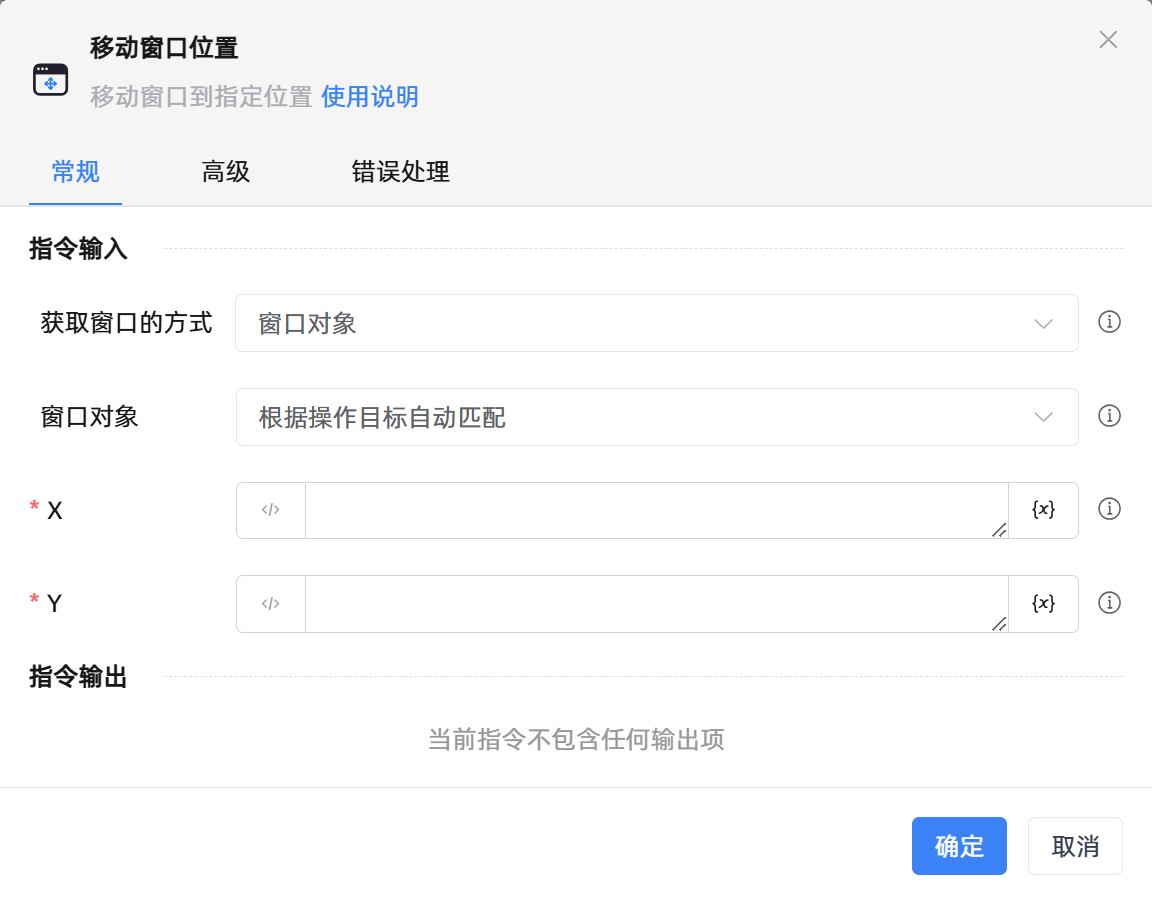 移动窗口位置
移动窗口到指定位置 使用说明
常规 高级 错误处理
指令输入
获取窗口的方式 窗口对象
窗口对象 根据操作目标自动匹配
* X </> {x}
* Y </> {x}
指令输出
当前指令不包含任何输出项
确定 取消